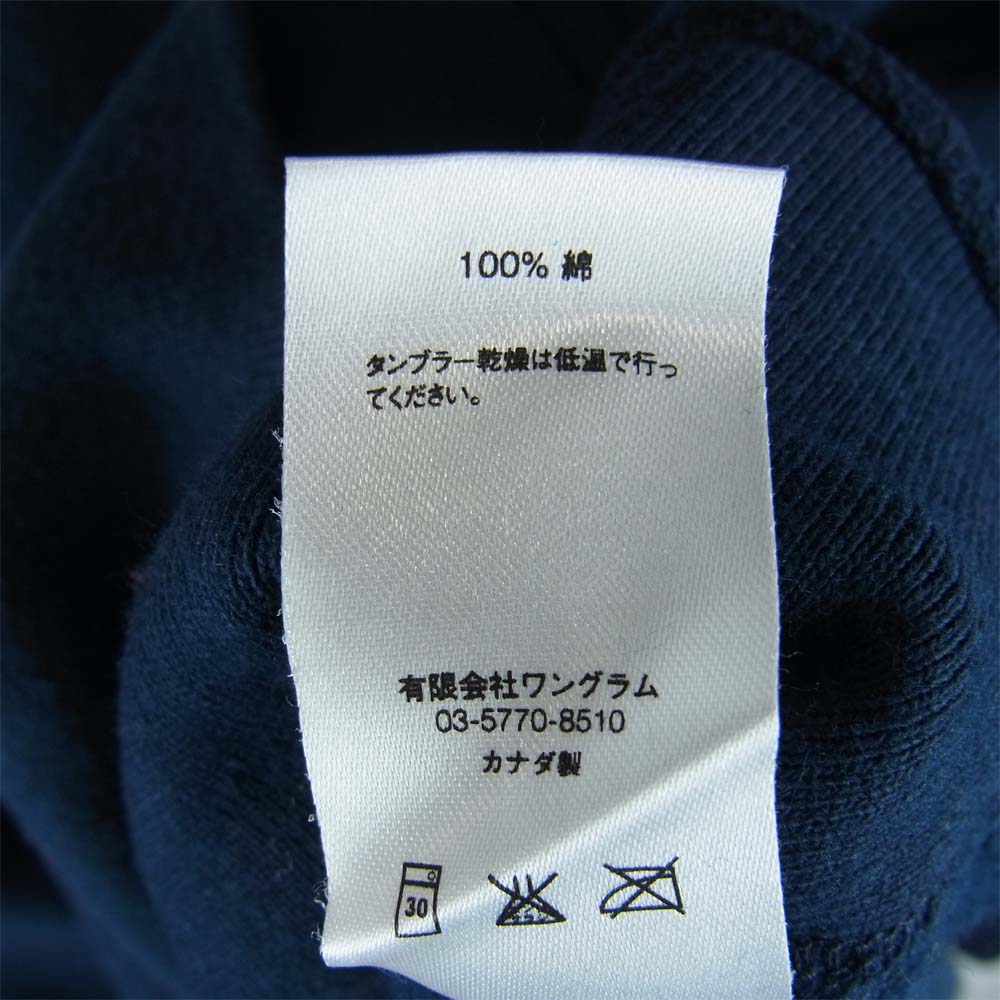 100% 綿
タンブラー乾燥は低温で行っ
てください。
有限会社ワングラム
03-5770-8510
カナダ製
30